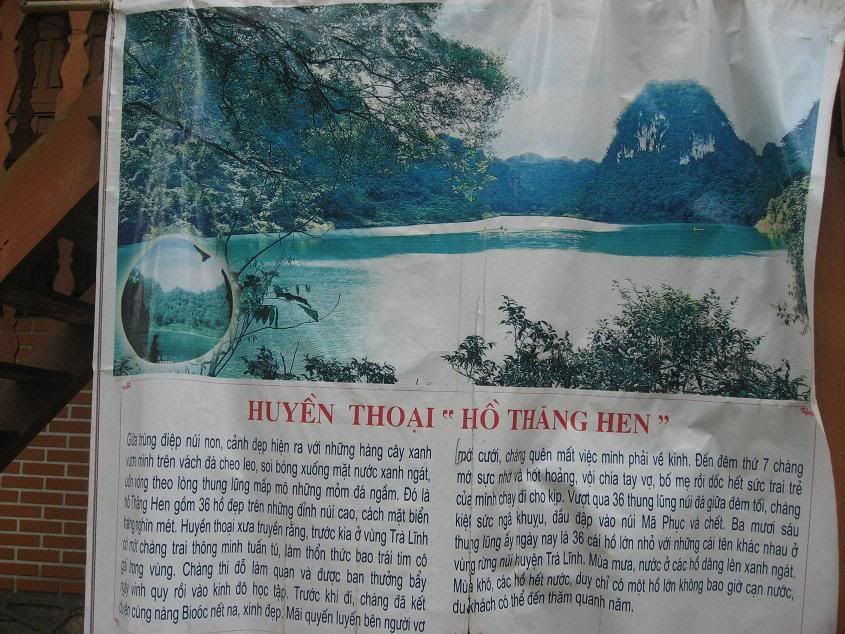 HUYỀN THOẠI “ HỒ THĂNG HEN ”
Giữa trùng điệp núi non, cảnh đẹp hiện ra với những hàng cây xanh
vươn mình trên vách đá cheo leo, soi bóng xuống mặt nước xanh ngát,
uốn vòng theo lòng thung lũng mấp mô những mỏm đá ngầm. Đó là
hồ Thăng Hen gồm 36 hồ đẹp trên những đỉnh núi cao, cách mặt biển
hàng nghìn mét. Huyền thoại xưa truyền rằng, trước kia ở vùng Trà Lĩnh
có một chàng trai thông minh tuấn tú, làm thổn thức bao trái tim cô
gái trong vùng. Chàng thi đỗ làm quan và được ban thưởng bẩy
ngày vinh quy rồi vào kinh đô học tập. Trước khi đi, chàng đã kết
duyên cùng nàng Bioóc nết na, xinh đẹp. Mải quyến luyến bên người vợ
mới cưới, chàng quên mất việc mình phải về kinh. Đến đêm thứ 7 chàng
mới sực nhớ và hốt hoảng, vội chia tay vợ, bố mẹ rồi dốc hết sức trai trẻ
của mình chạy đi cho kịp. Vượt qua 36 thung lũng núi đá giữa đêm tối, chàng
kiệt sức ngã khuỵu, đầu đập vào núi Mã Phục và chết. Ba mươi sáu
thung lũng ấy ngày nay là 36 cái hồ lớn nhỏ với những cái tên khác nhau ở
vùng rừng núi huyện Trà Lĩnh. Mùa mưa, nước ở các hồ dâng lên xanh ngát.
Mùa khô, các hồ hết nước, duy chỉ có một hồ lớn không bao giờ cạn nước,
du khách có thể đến thăm quanh năm.